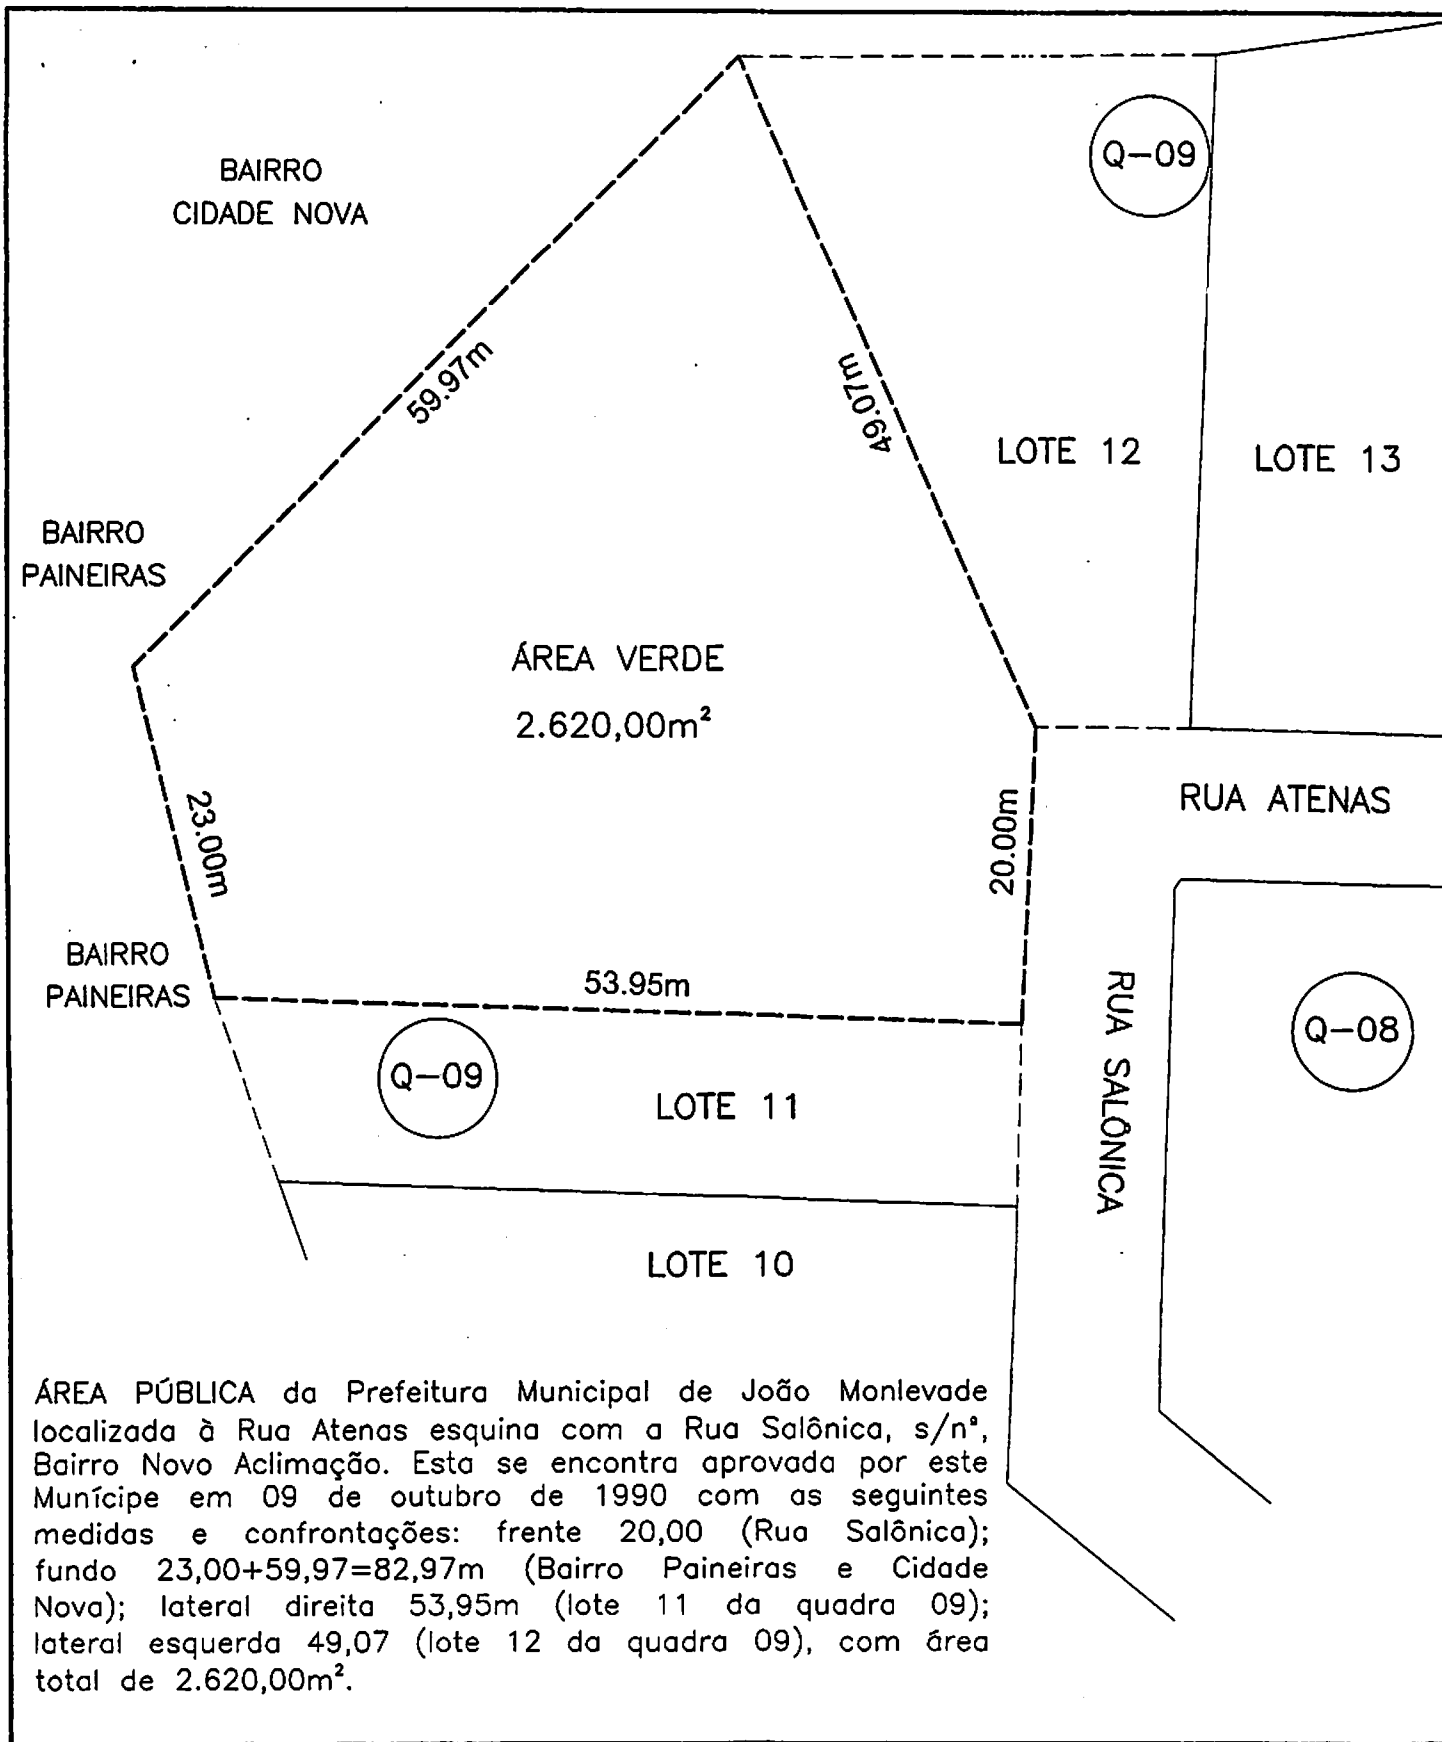 BAIRRO
CIDADE NOVA
Q-09
59.97m
49.07m
LOTE 12
LOTE 13
BAIRRO
PAINEIRAS
ÁREA VERDE
2.620,00m²
23.00m
20.00m
RUA ATENAS
BAIRRO
PAINEIRAS
53.95m
RUA SALÔNICA
Q-08
Q-09
LOTE 11
LOTE 10
ÁREA PÚBLICA da Prefeitura Municipal de João Monlevade
localizada à Rua Atenas esquina com a Rua Salônica, s/nª,
Bairro Novo Aclimação. Esta se encontra aprovada por este
Munícipe em 09 de outubro de 1990 com as seguintes
medidas e confrontações: frente 20,00 (Rua Salônica);
fundo 23,00+59,97=82,97m (Bairro Paineiras e Cidade
Nova); lateral direita 53,95m (lote 11 da quadra 09);
lateral esquerda 49,07 (lote 12 da quadra 09), com área
total de 2.620,00m².